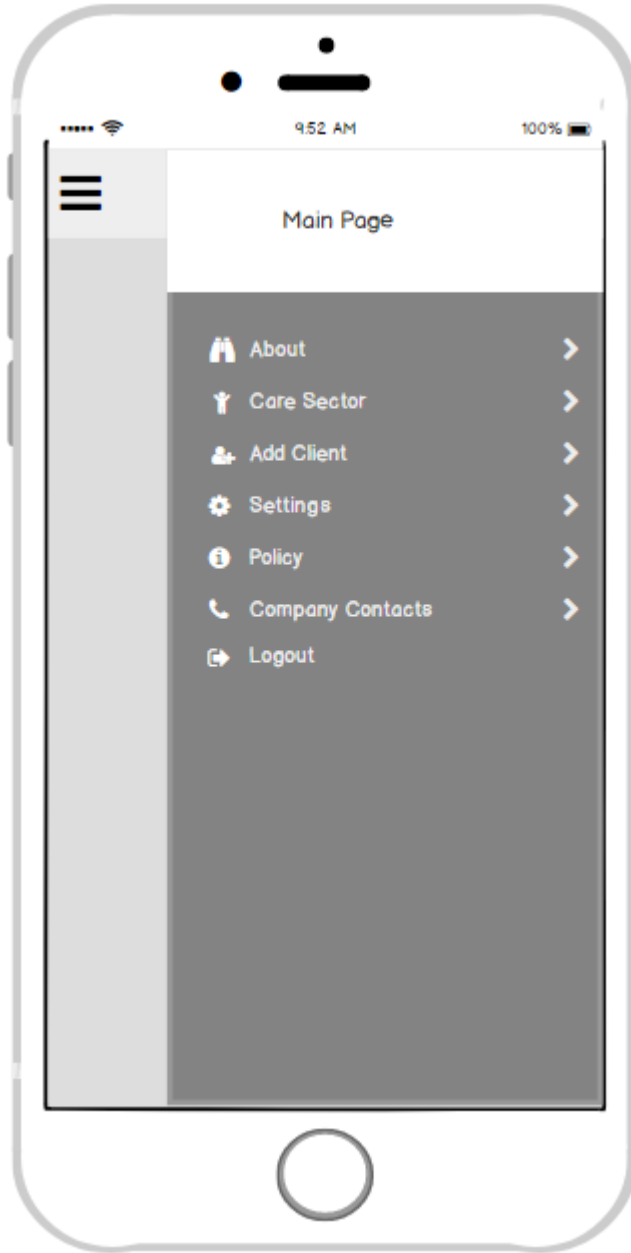 9:52 AM 100%
Main Page
About
Care Sector
Add Client
Settings
Policy
Company Contacts
Logout